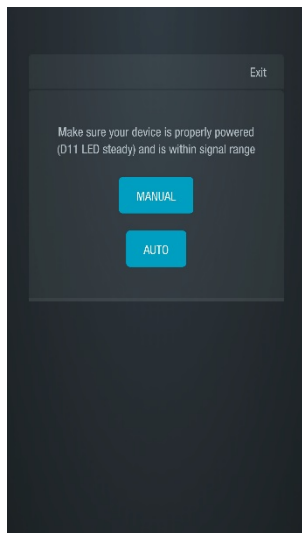 Exit
Make sure your device is properly powered
(D11 LED steady) and is within signal range
MANUAL
AUTO